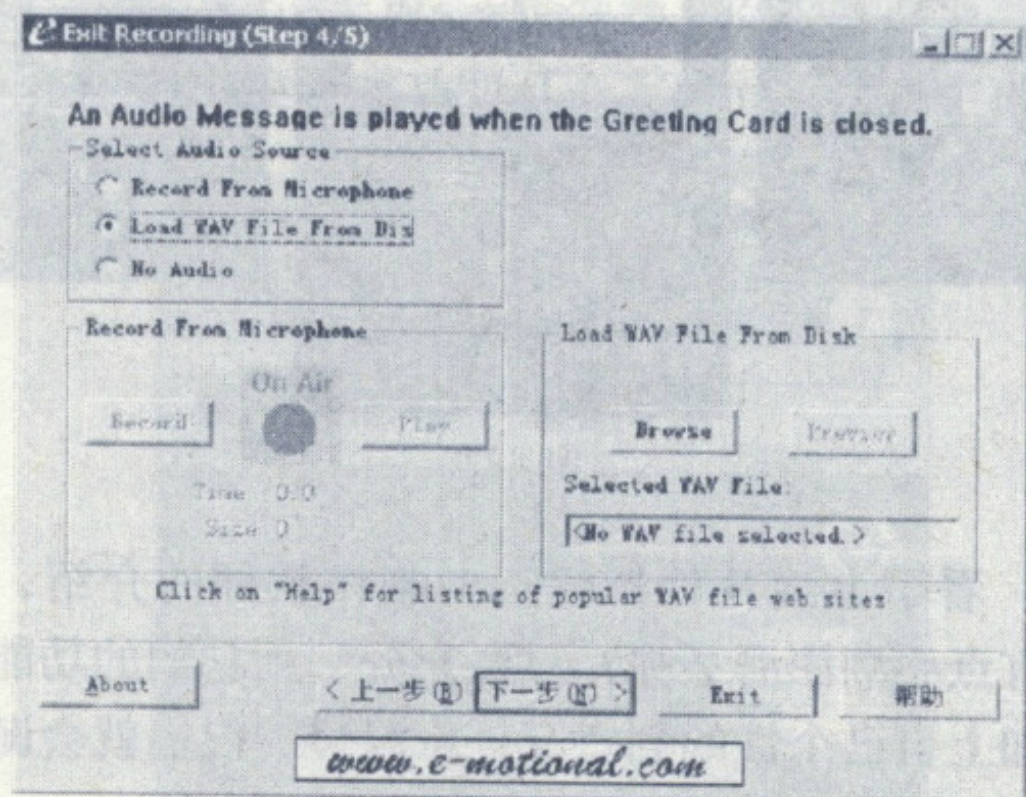 Exit Recording (Step 4/5)
An Audio Message is played when the Greeting Card is closed.
Select Audio Source
Record From Microphone
Load WAV File From Dis
No Audio
Record From Microphone
On Air
Record
Play
Time 0.0
Size 0
Load WAV File From Disk
Browse
Preview
Selected WAV File:
<No WAV file selected.>
Click on "Help" for listing of popular WAV file web sites
About
< 上一步(B)
下一步(N) >
Exit
帮助
www.e-motional.com